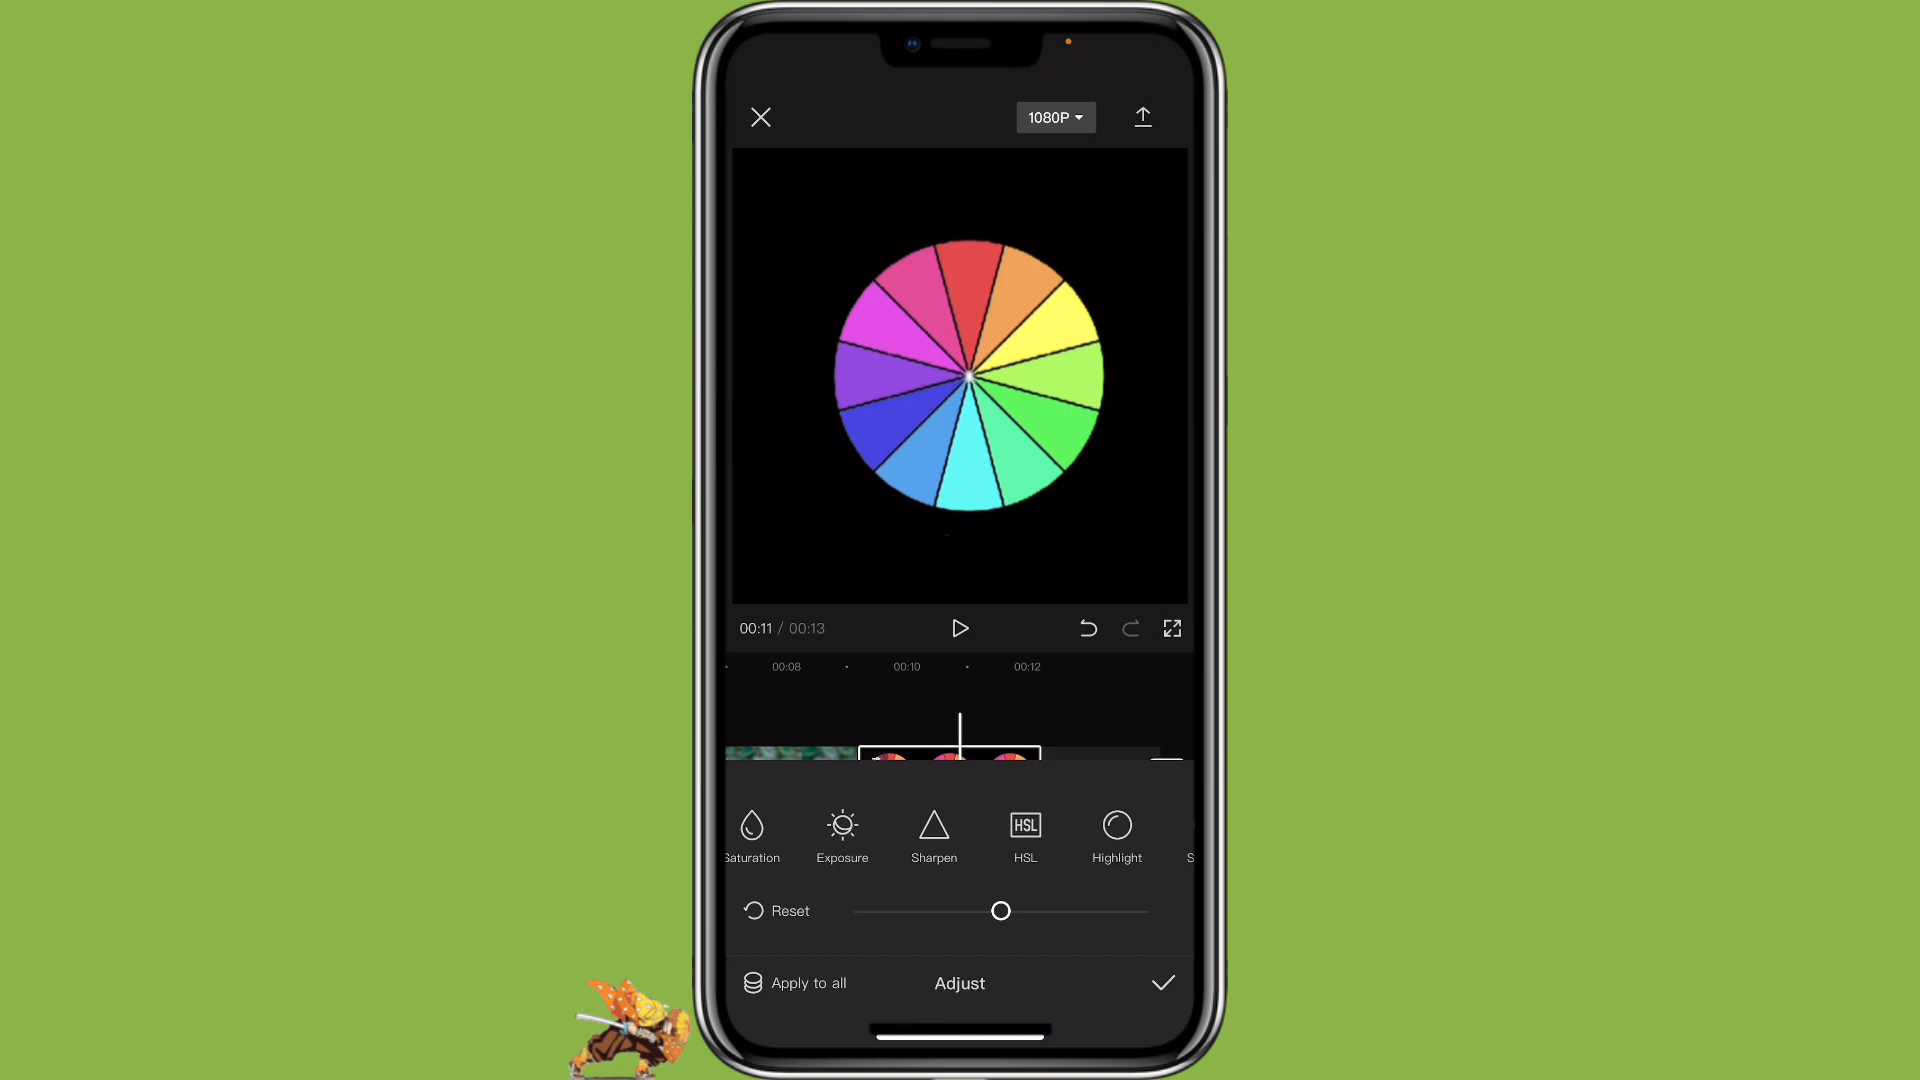 1080P
00:11 / 00:13
00:08 00:10 00:12
Saturation Exposure Sharpen HSL Highlight S
HSL
Reset
Apply to all Adjust